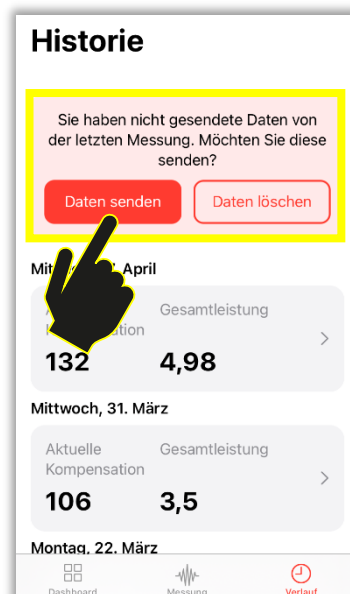 Historie
Sie haben nicht gesendete Daten von
der letzten Messung. Möchten Sie diese
senden?
Daten senden
Daten löschen
April
Gesamtleistung
132
4,98
Mittwoch, 31. März
Aktuelle
Kompensation
Gesamtleistung
106
3,5
Montag, 22. März
Dashboard
Messung
Verlauf